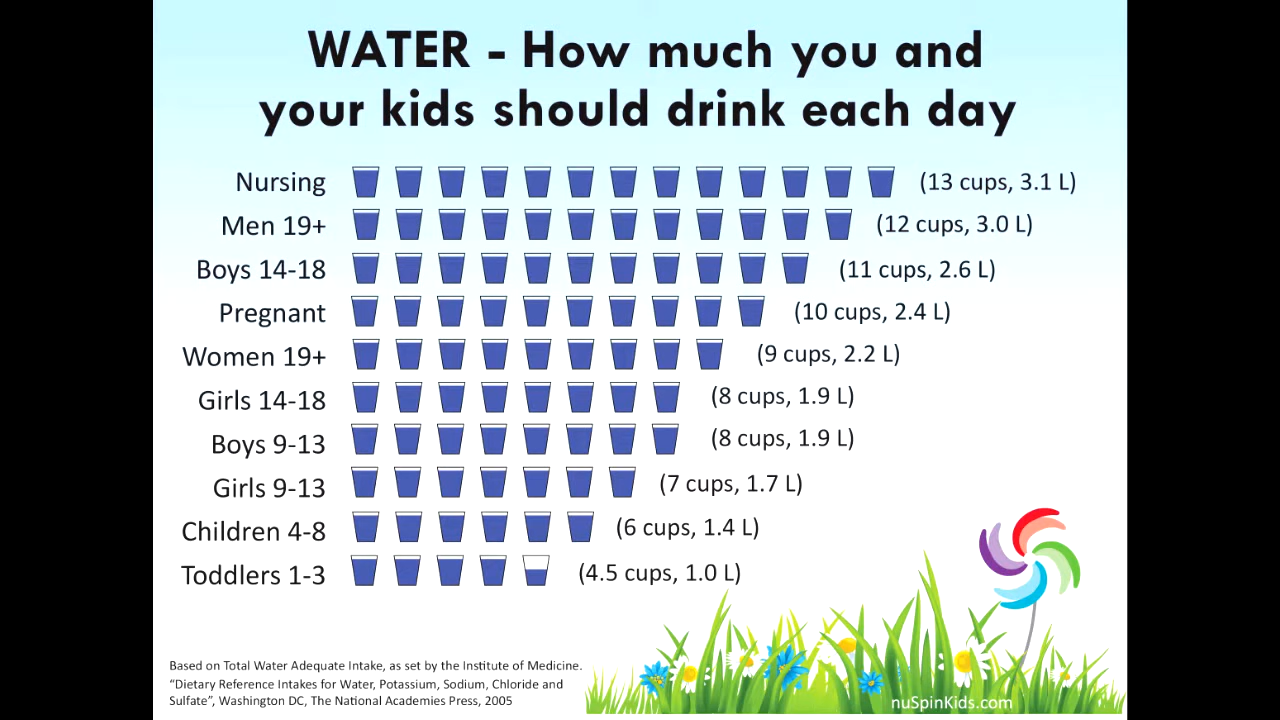 WATER - How much you and
your kids should drink each day
Nursing (13 cups, 3.1 L)
Men 19+ (12 cups, 3.0 L)
Boys 14-18 (11 cups, 2.6 L)
Pregnant (10 cups, 2.4 L)
Women 19+ (9 cups, 2.2 L)
Girls 14-18 (8 cups, 1.9 L)
Boys 9-13 (8 cups, 1.9 L)
Girls 9-13 (7 cups, 1.7 L)
Children 4-8 (6 cups, 1.4 L)
Toddlers 1-3 (4.5 cups, 1.0 L)
Based on Total Water Adequate Intake, as set by the Institute of Medicine.
“Dietary Reference Intakes for Water, Potassium, Sodium, Chloride and
Sulfate”, Washington DC, The National Academies Press, 2005
nuSpinKids.com